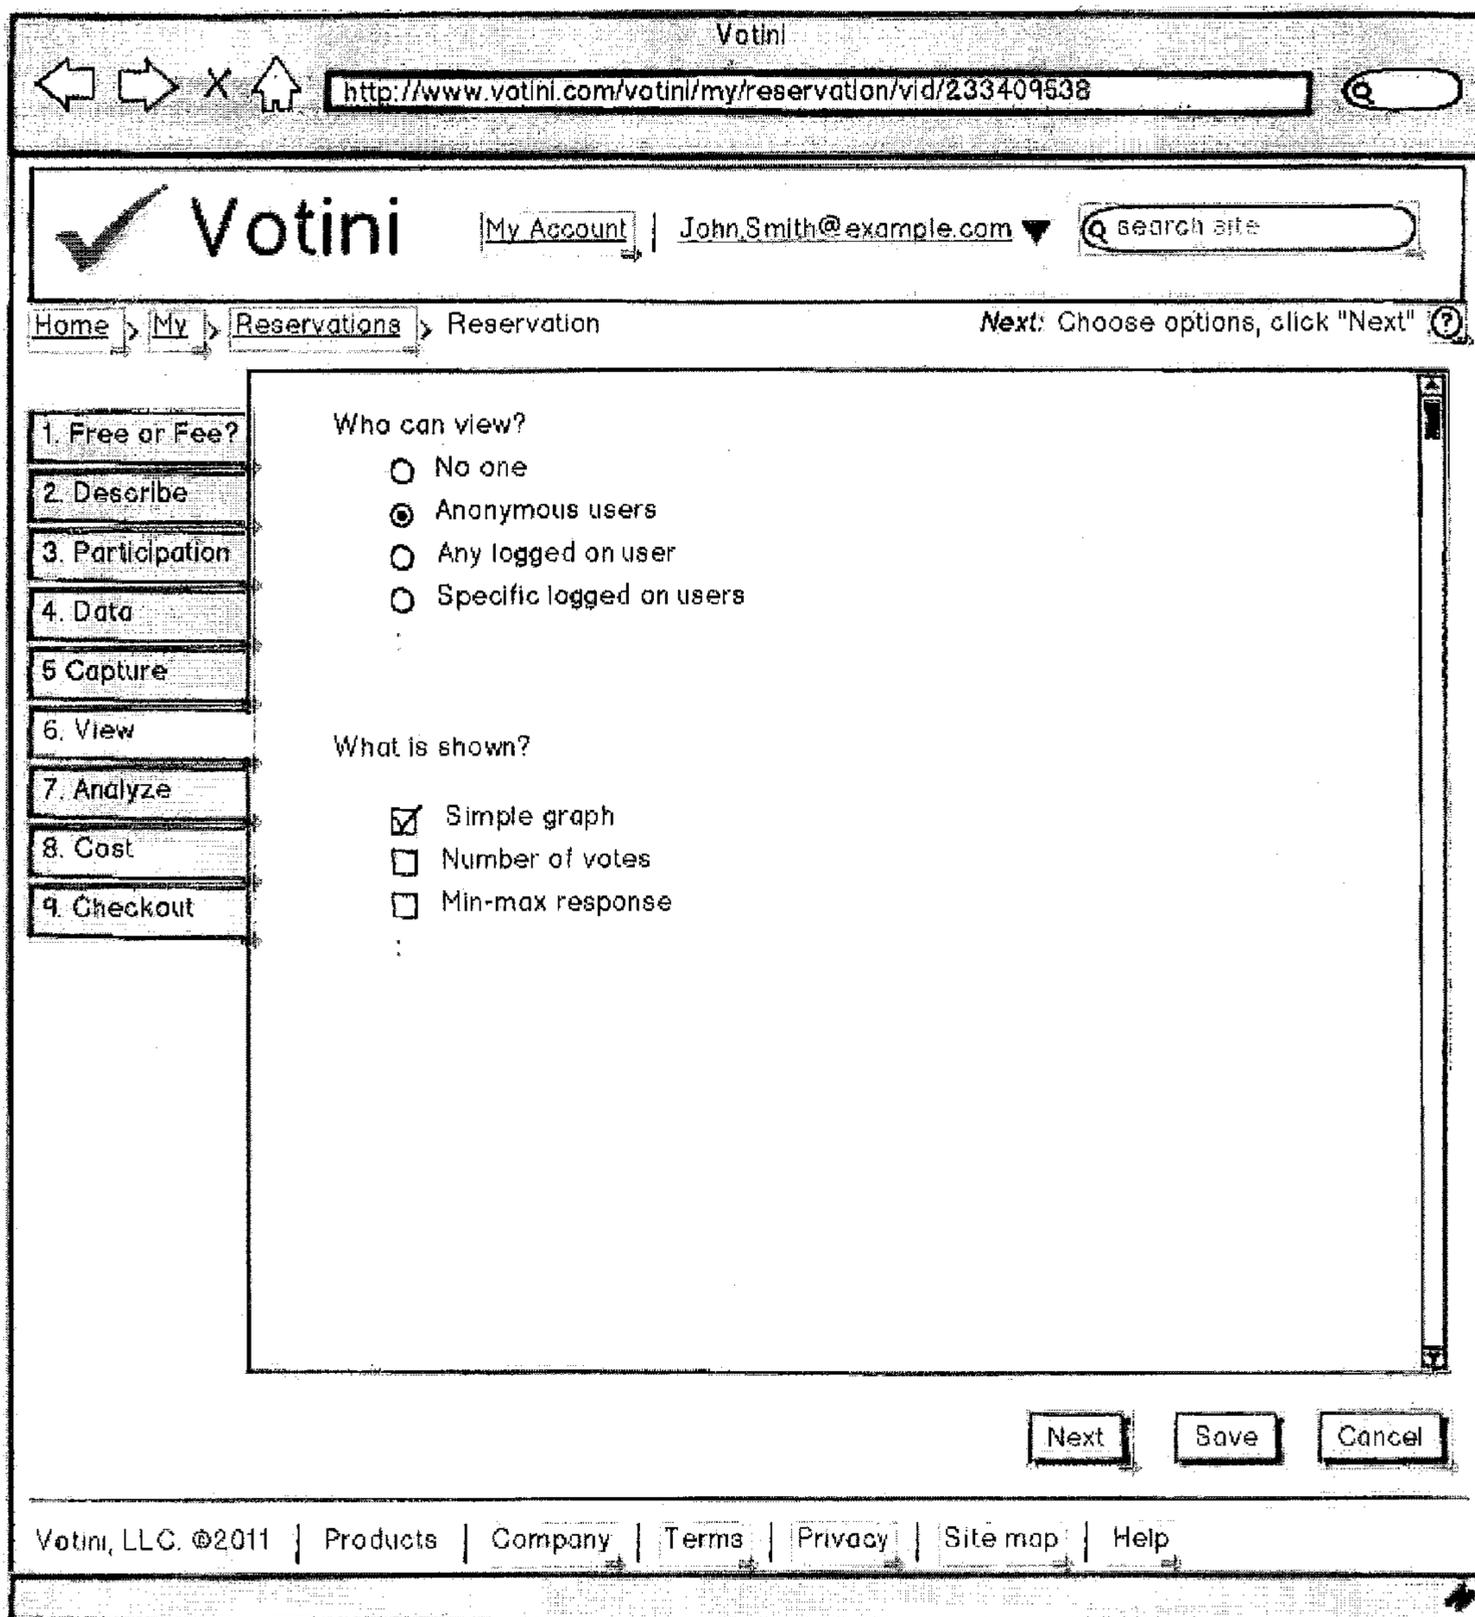 Votini
X http://www.votini.com/votini/my/reservation/vid/233409538
Votini My Account | John.Smith@example.com search site
Home > My > Reservations > Reservation Next: Choose options, click "Next" ?
1. Free or Fee?
2. Describe
3. Participation
4. Data
5 Capture
6. View
7. Analyze
8. Cost
9. Checkout
Who can view?
No one
Anonymous users
Any logged on user
Specific logged on users
:
What is shown?
Simple graph
Number of votes
Min-max response
:
Next Save Cancel
Votini, LLC. ©2011 | Products | Company | Terms | Privacy | Site map | Help